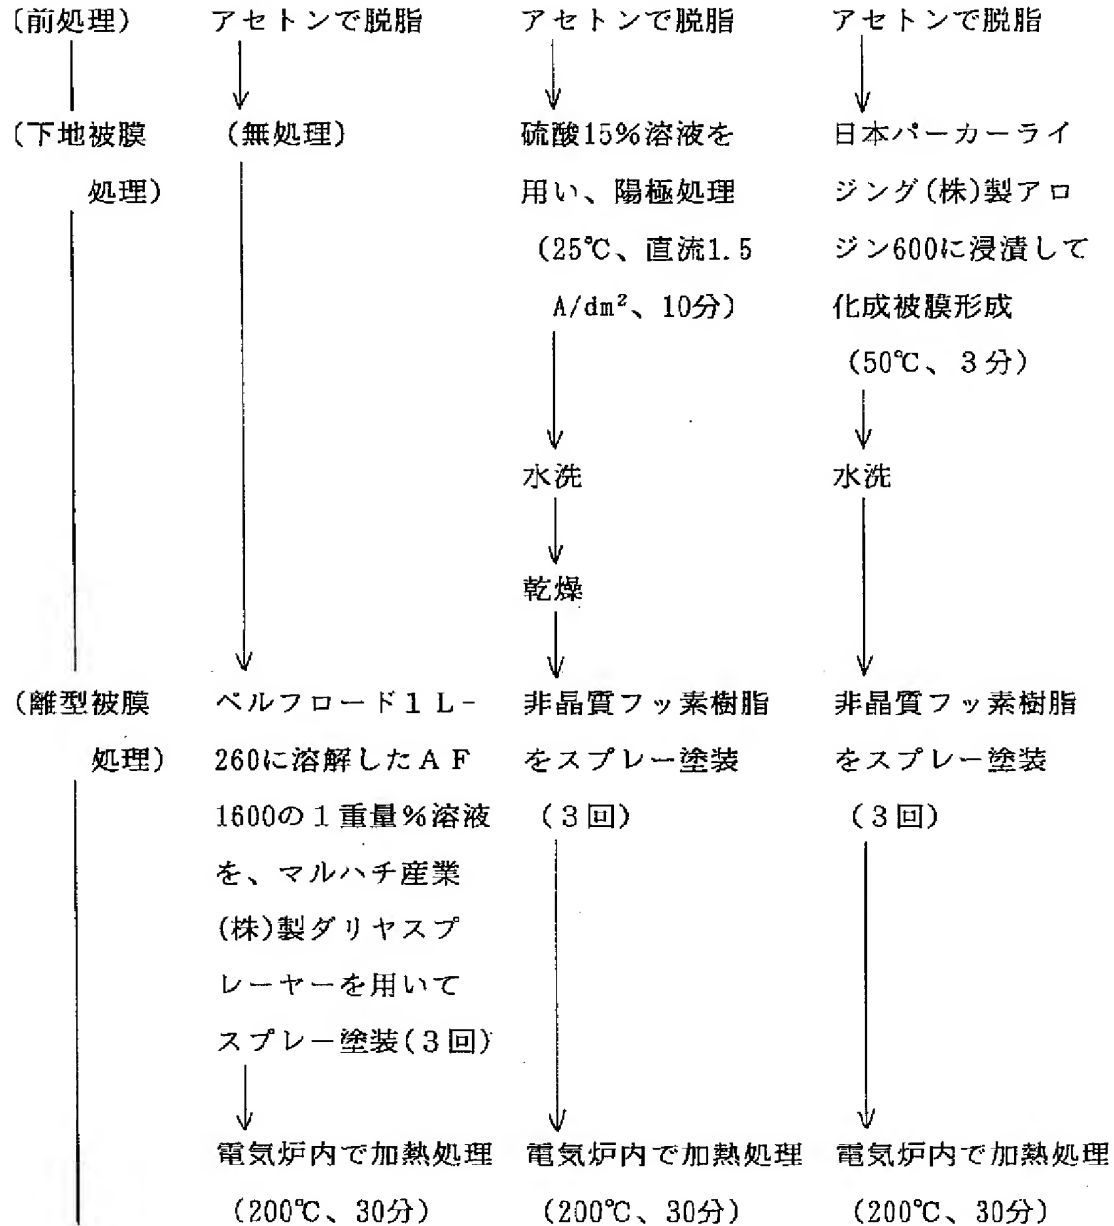 (前処理) アセトンで脱脂 アセトンで脱脂 アセトンで脱脂
(下地被膜 (無処理) 硫酸15%溶液を 日本パーカーライ
処理) 用い、陽極処理 ジング(株)製アロ
(25℃、直流1.5 ジン600に浸漬して
A/dm²、10分) 化成被膜形成
(50℃、3分)
水洗 水洗
乾燥
(離型被膜 ペルフロード1L- 非晶質フッ素樹脂 非晶質フッ素樹脂
処理) 260に溶解したAF をスプレー塗装 をスプレー塗装
1600の1重量%溶液 (3回) (3回)
を、マルハチ産業
(株)製ダリヤスプ
レーヤーを用いて
スプレー塗装(3回)
電気炉内で加熱処理 電気炉内で加熱処理 電気炉内で加熱処理
(200℃、30分) (200℃、30分) (200℃、30分)